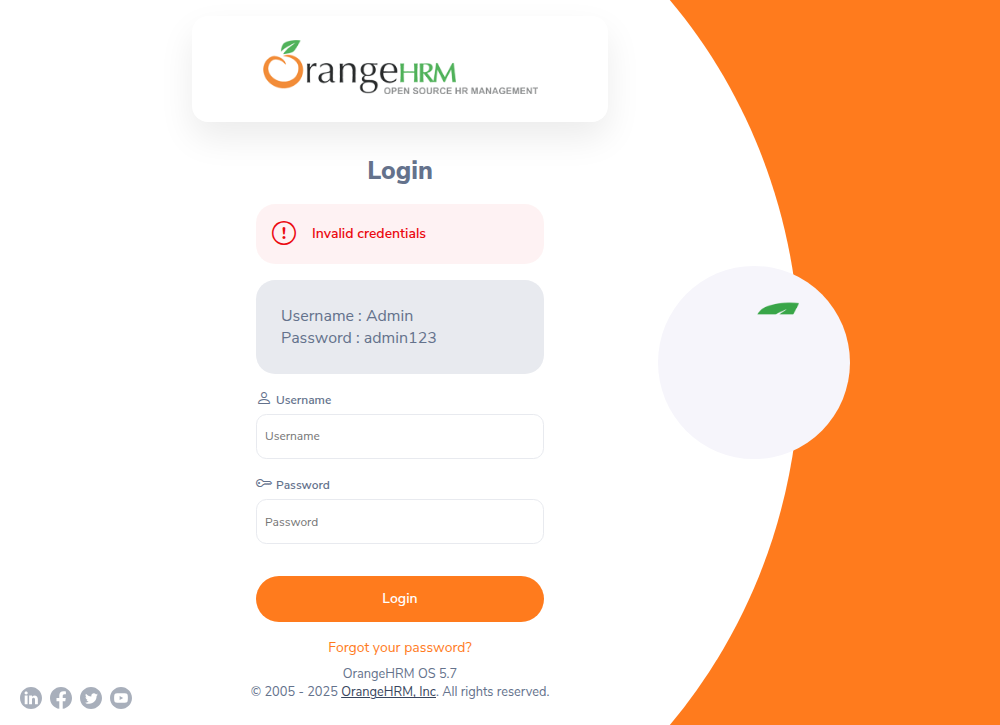 OrangeHRM
OPEN SOURCE HR MANAGEMENT
Login
Invalid credentials
Username : Admin
Password : admin123
Username
Username
Password
Password
Login
Forgot your password?
OrangeHRM OS 5.7
© 2005 - 2025 OrangeHRM, Inc. All rights reserved.